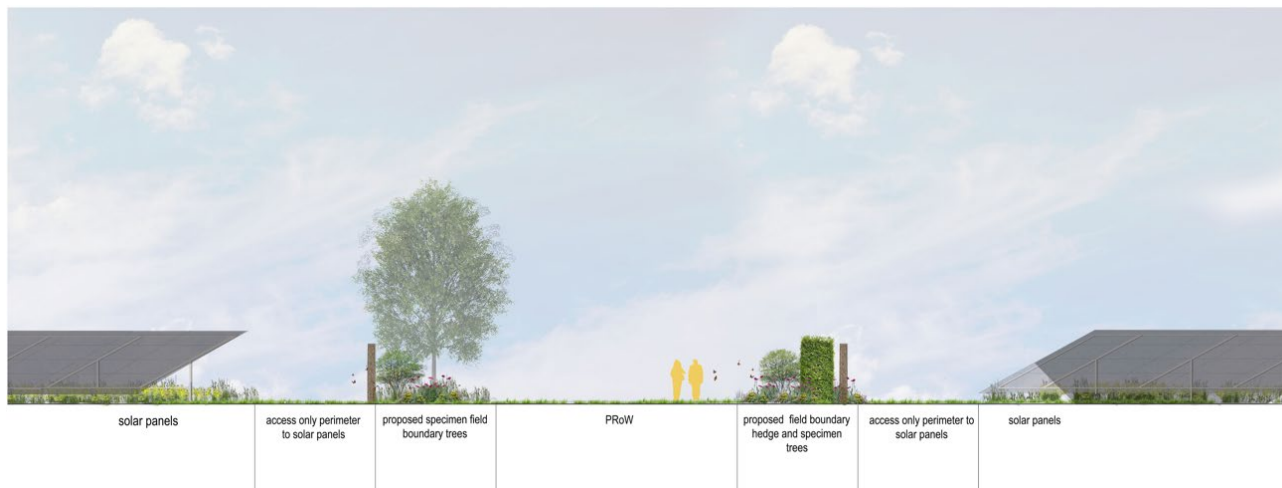 solar panels
access only perimeter
to solar panels
proposed specimen field
boundary trees
PRoW
proposed field boundary
hedge and specimen
trees
access only perimeter to
solar panels
solar panels